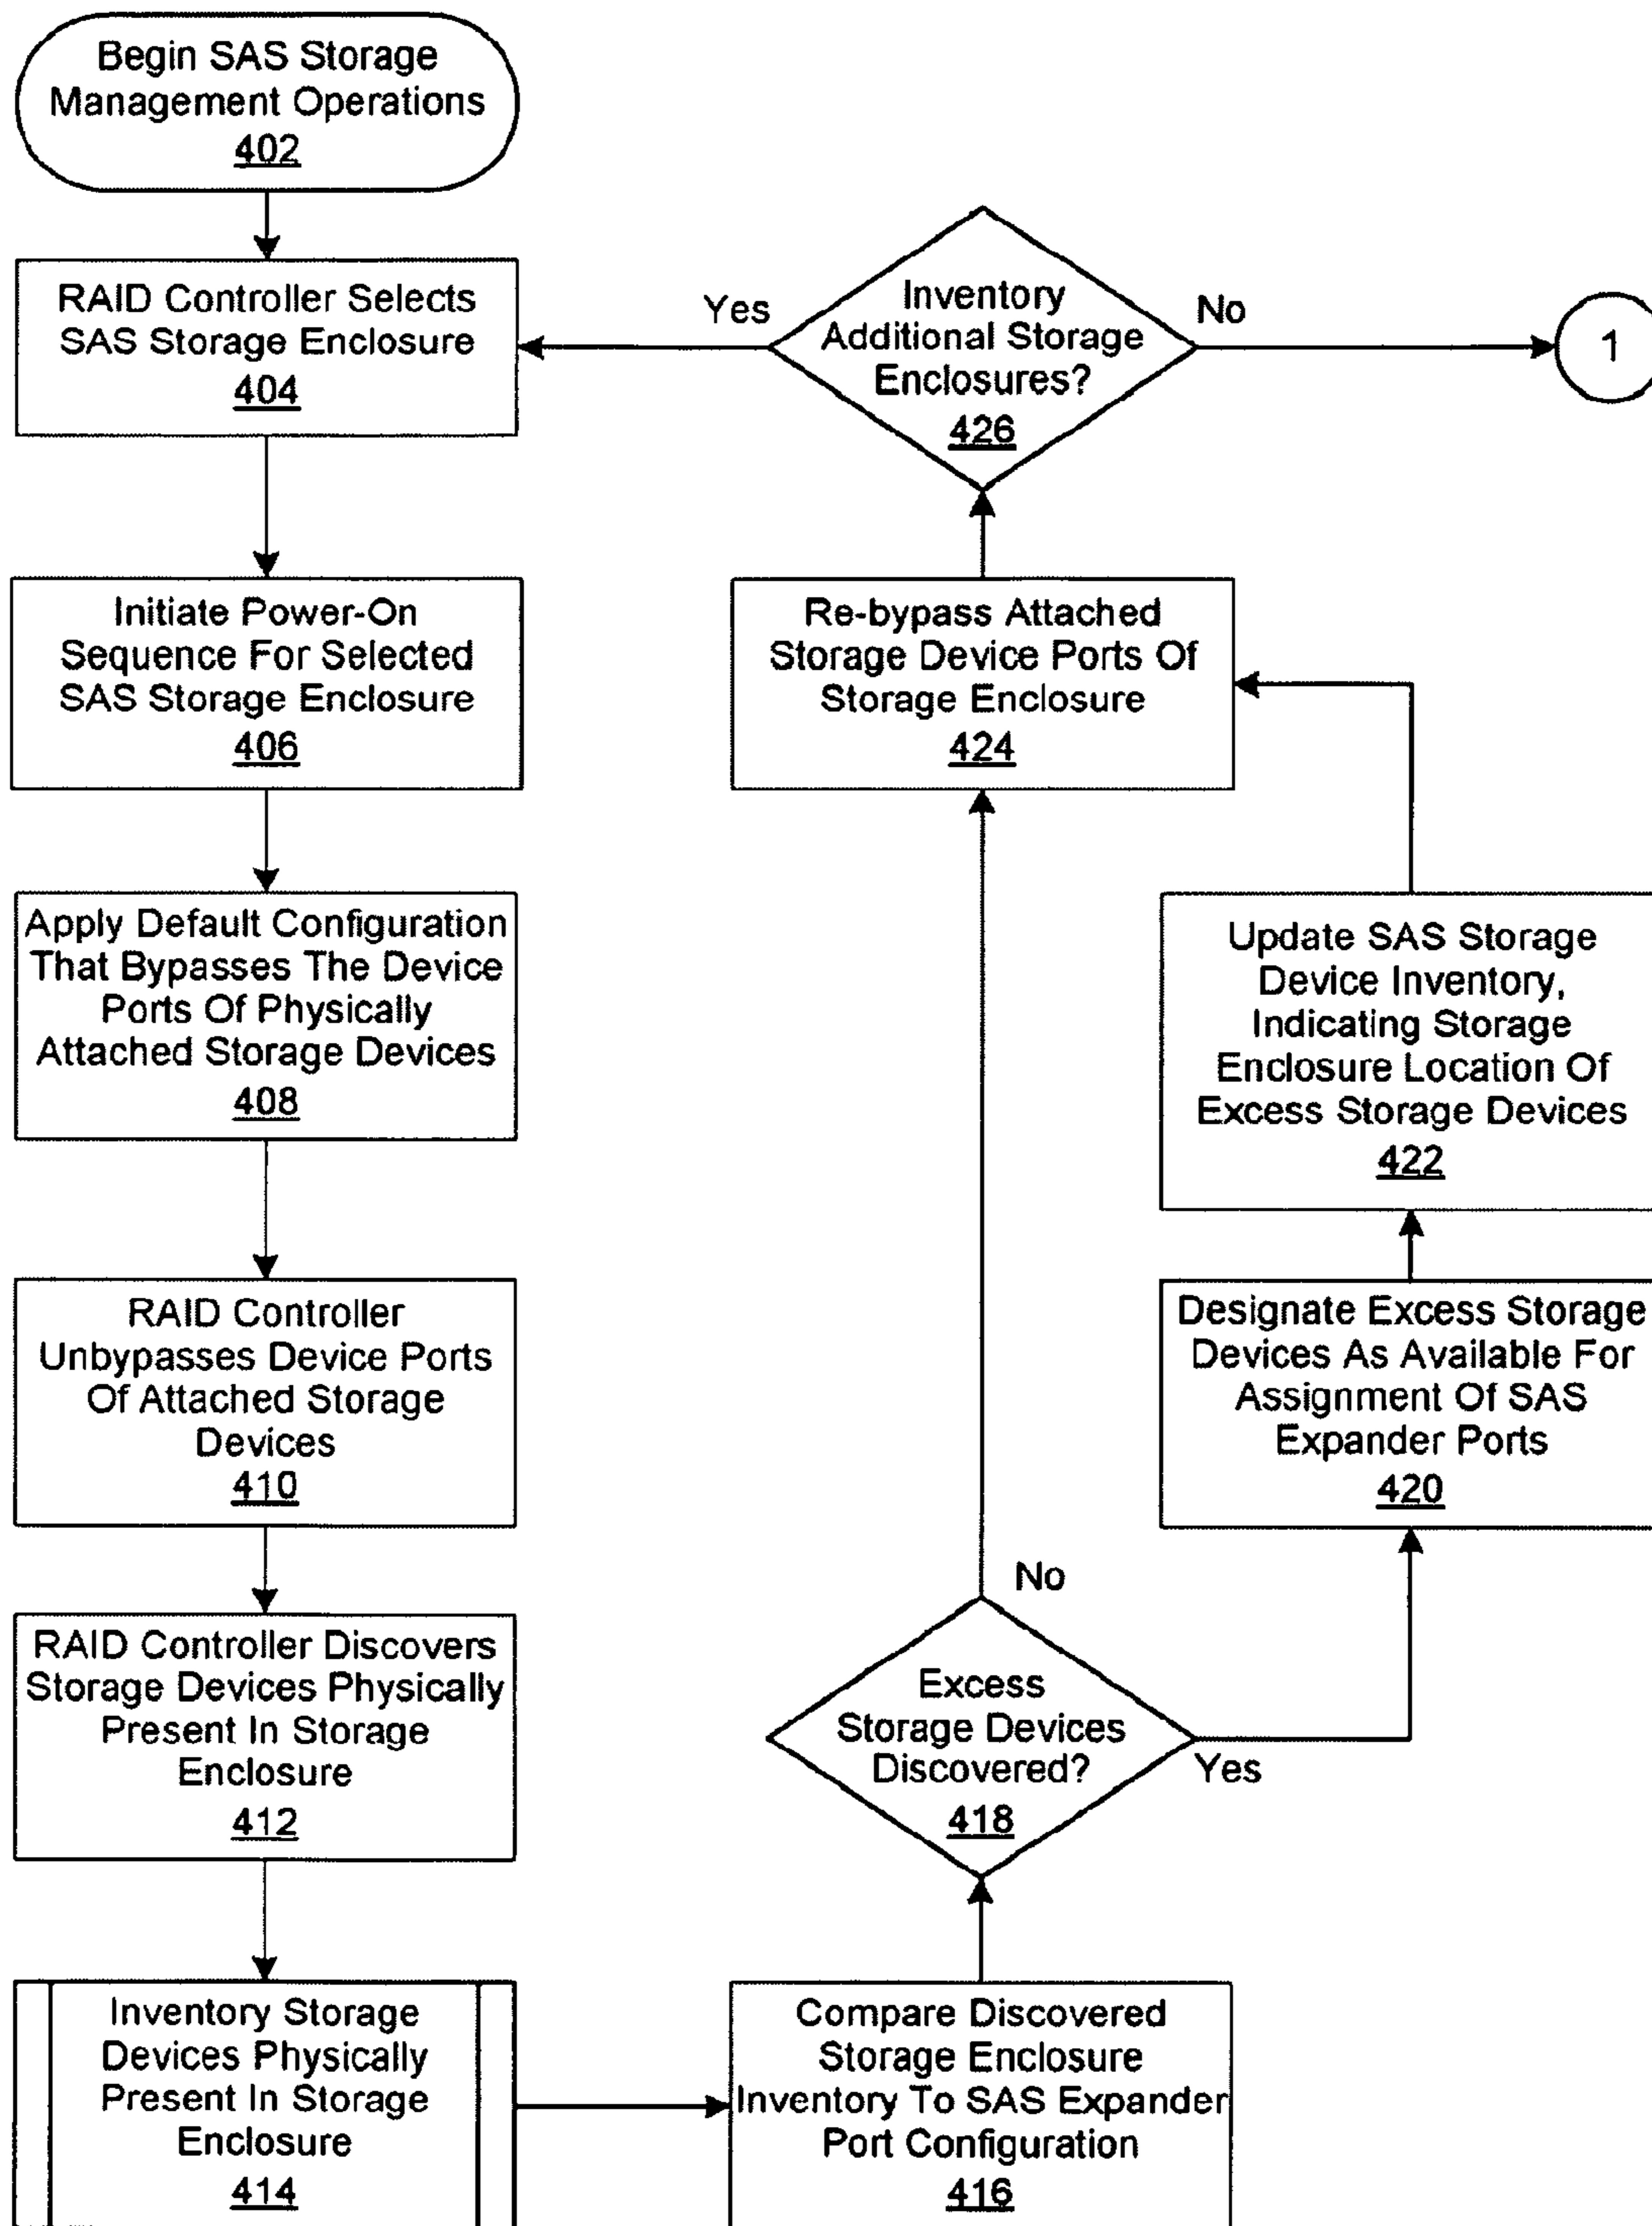 Begin SAS Storage
Management Operations
402
RAID Controller Selects
SAS Storage Enclosure
404
Initiate Power-On
Sequence For Selected
SAS Storage Enclosure
406
Apply Default Configuration
That Bypasses The Device
Ports Of Physically
Attached Storage Devices
408
RAID Controller
Unbypasses Device Ports
Of Attached Storage
Devices
410
RAID Controller Discovers
Storage Devices Physically
Present In Storage
Enclosure
412
Inventory Storage
Devices Physically
Present In Storage
Enclosure
414
Compare Discovered
Storage Enclosure
Inventory To SAS Expander
Port Configuration
416
Excess
Storage Devices
Discovered?
418
No
Yes
Designate Excess Storage
Devices As Available For
Assignment Of SAS
Expander Ports
420
Update SAS Storage
Device Inventory,
Indicating Storage
Enclosure Location Of
Excess Storage Devices
422
Re-bypass Attached
Storage Device Ports Of
Storage Enclosure
424
Inventory
Additional Storage
Enclosures?
426
Yes
No
1